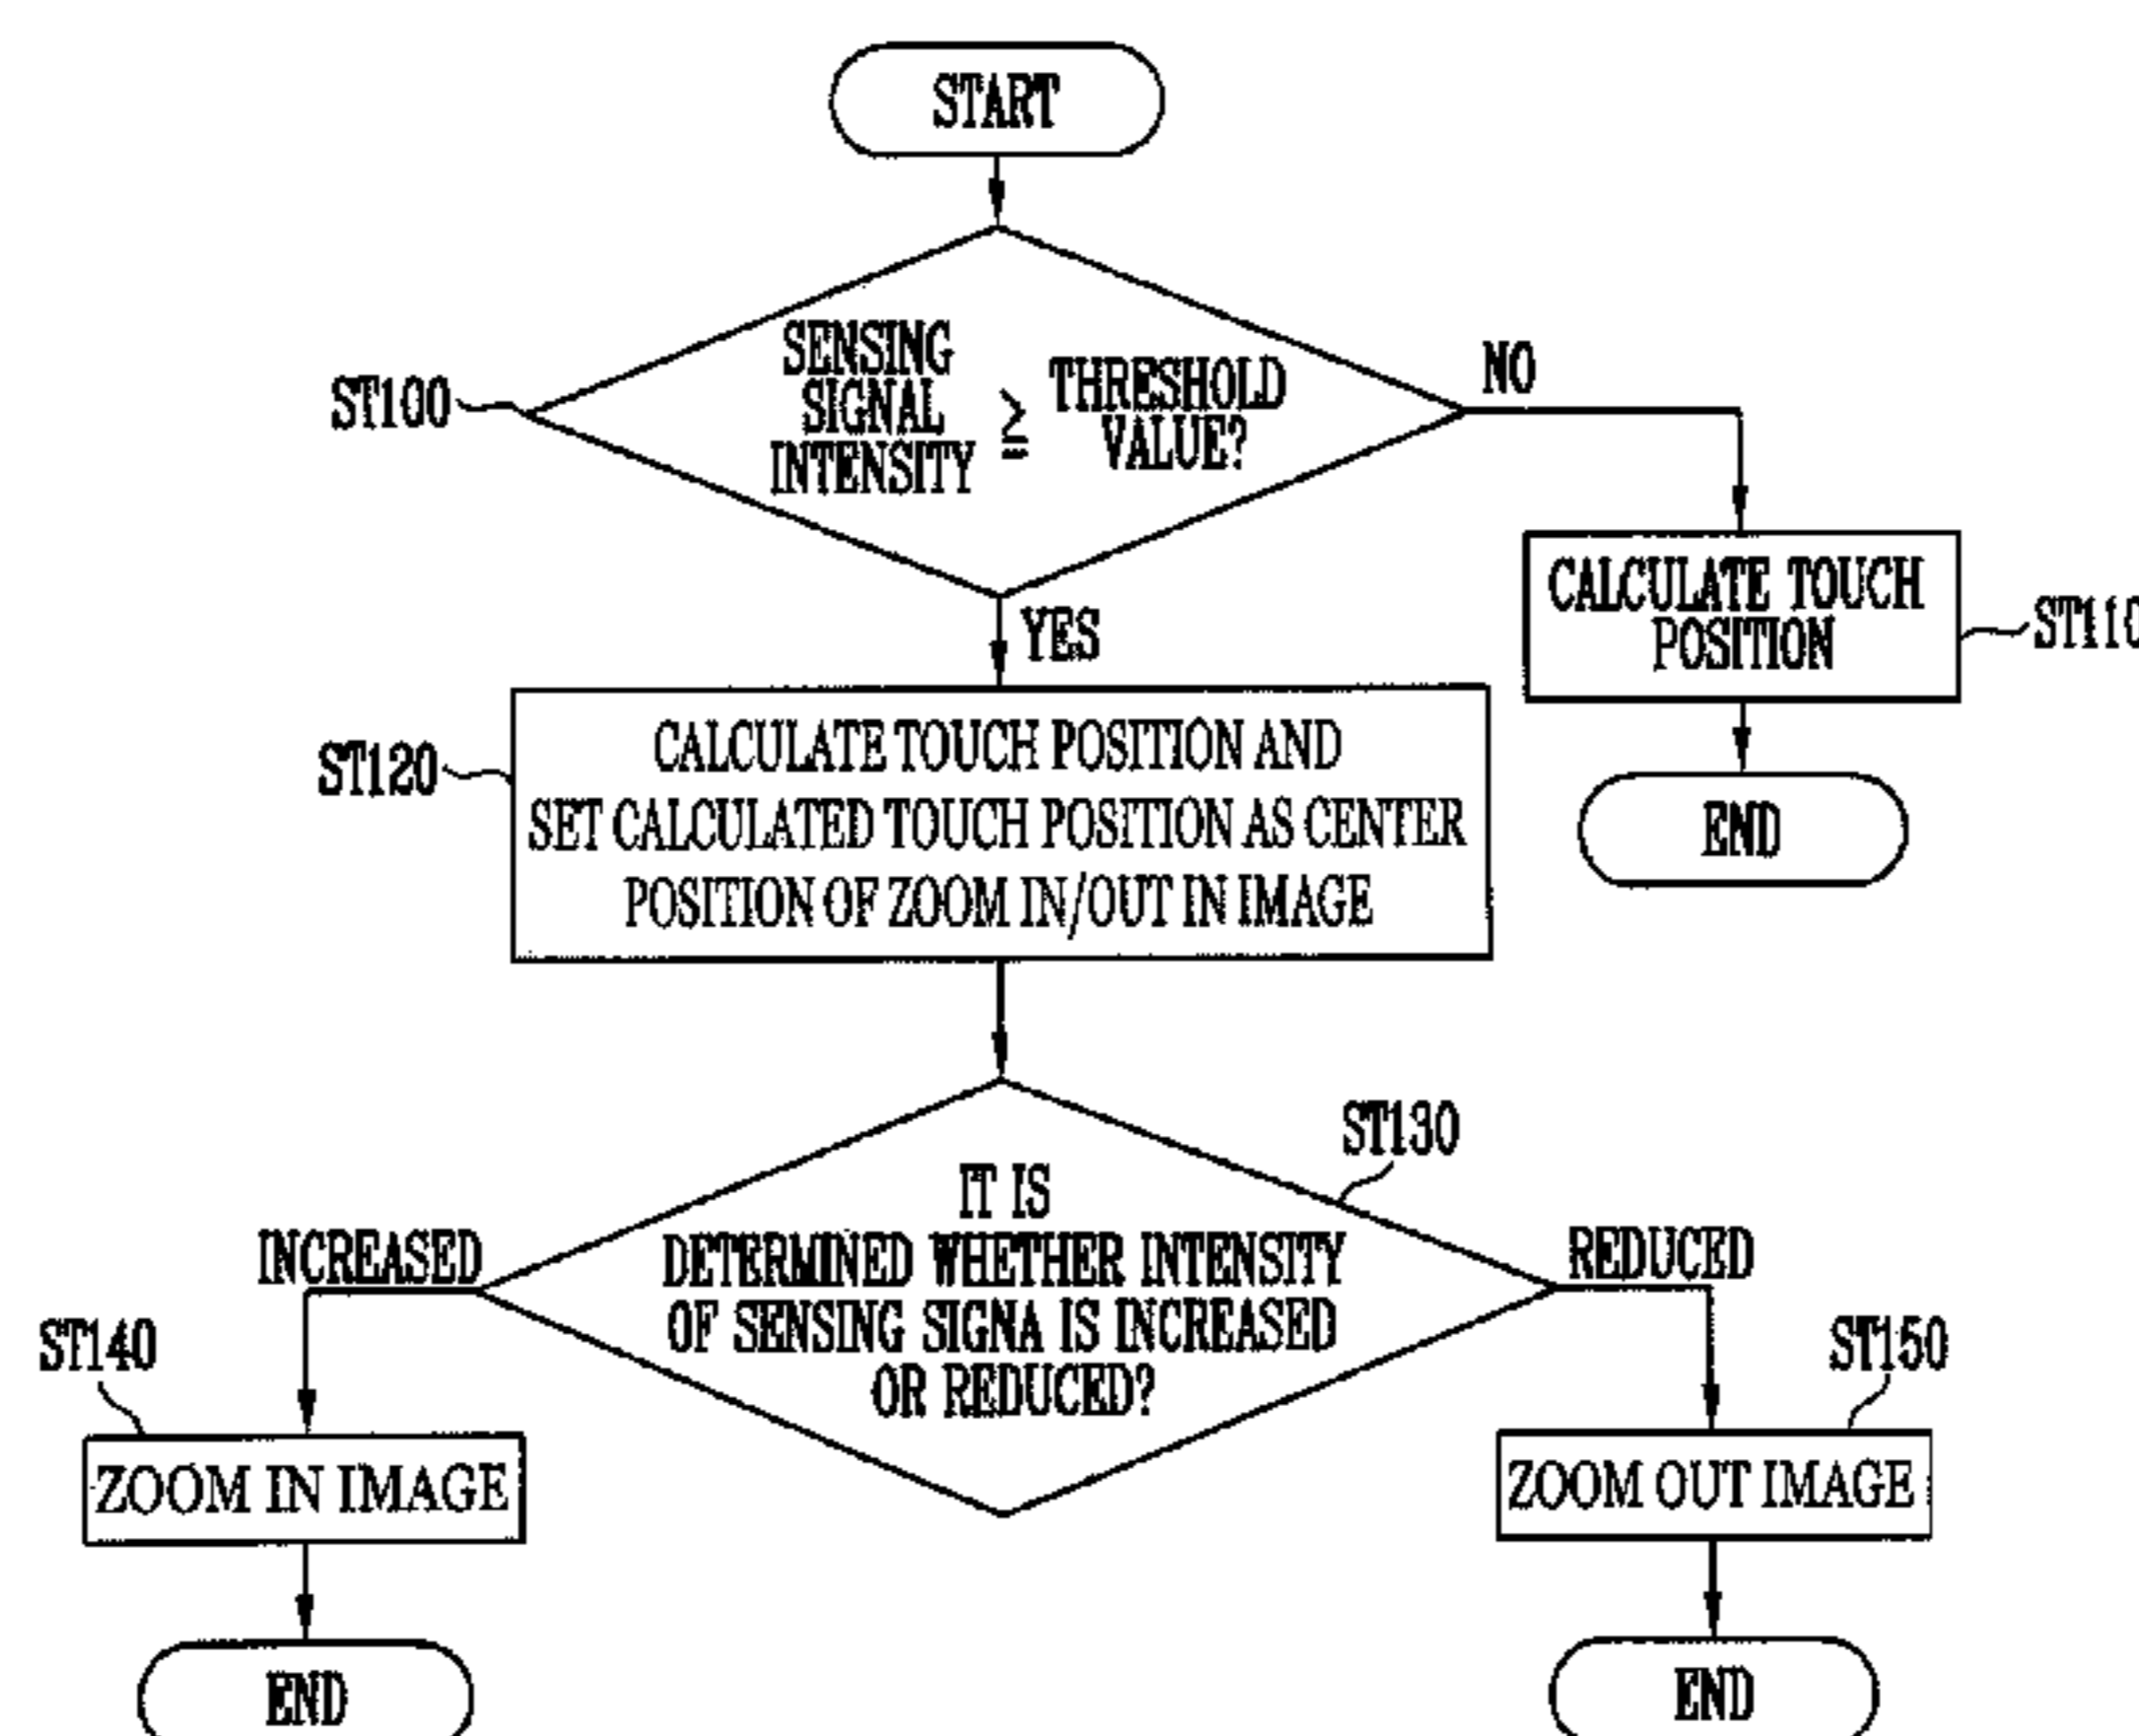 START
ST100
SENSING
SIGNAL
INTENSITY
≧
THRESHOLD
VALUE?
NO
YES
CALCULATE TOUCH
POSITION
ST110
END
ST120
CALCULATE TOUCH POSITION AND
SET CALCULATED TOUCH POSITION AS CENTER
POSITION OF ZOOM IN/OUT IN IMAGE
ST130
IT IS
DETERMINED WHETHER INTENSITY
OF SENSING SIGNA IS INCREASED
OR REDUCED?
INCREASED
REDUCED
ST140
ZOOM IN IMAGE
END
ST150
ZOOM OUT IMAGE
END